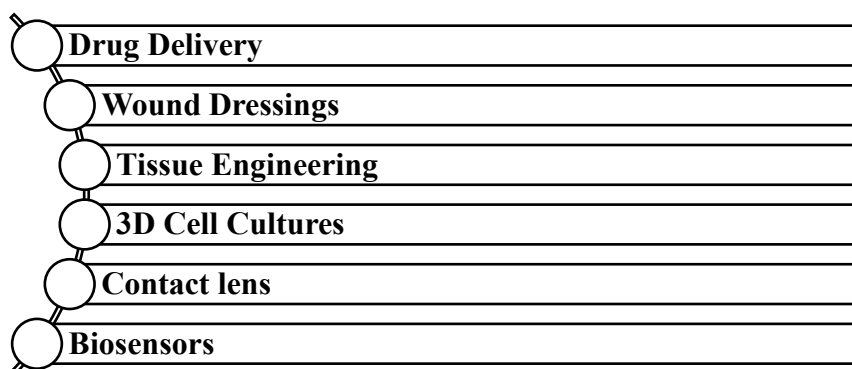 Drug Delivery
Wound Dressings
Tissue Engineering
3D Cell Cultures
Contact lens
Biosensors